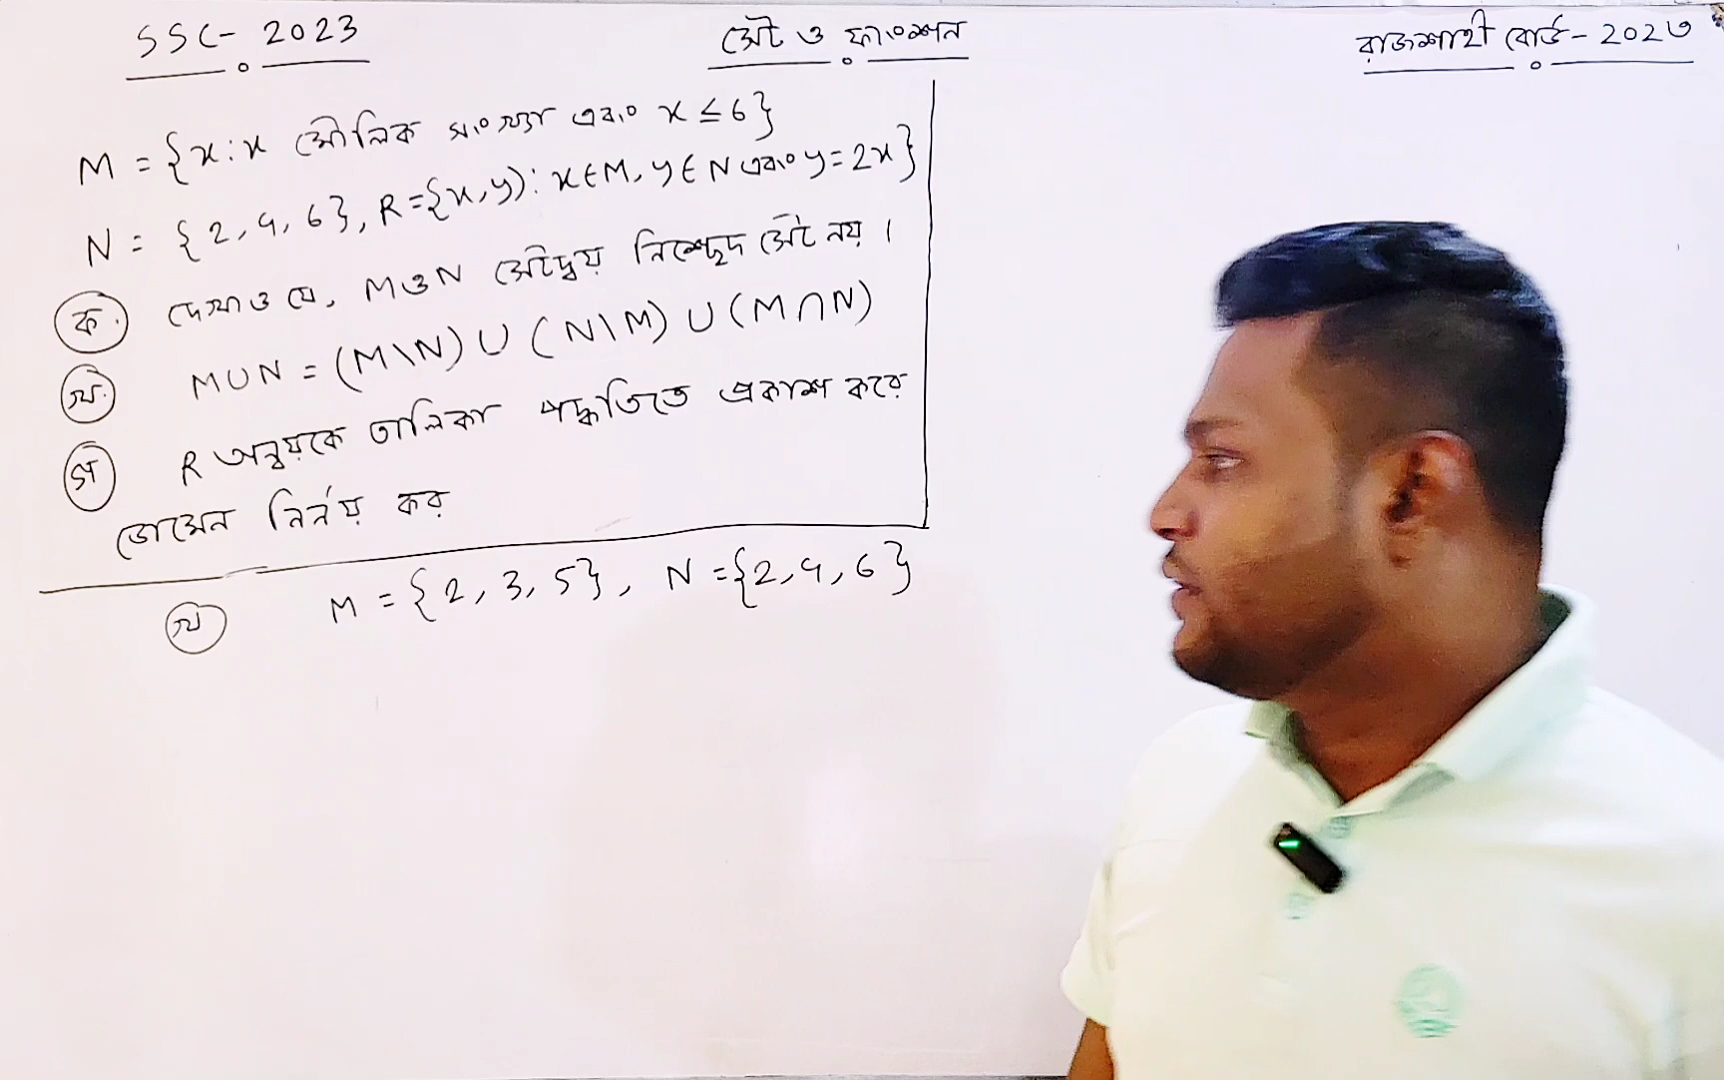 SSC- 2023
সেট ও ফাংশন
রাজশাহী বোর্ড - ২০২৩
M = {x : x মৌলিক সংখ্যা এবং x ≤ 6}
N = {2, 4, 6}, R = {x, y) : x ∈ M, y ∈ N এবং y = 2x}
ক. দেখাও যে, M ও N সেটদ্বয় নিশ্ছেদ সেট নয়।
খ. M ∪ N = (M \ N) ∪ (N \ M) ∪ (M ∩ N)
গ R অন্বয়কে তালিকা পদ্ধতিতে প্রকাশ করে
ডোমেন নির্নয় কর
খ M = {2, 3, 5}, N = {2, 4, 6}